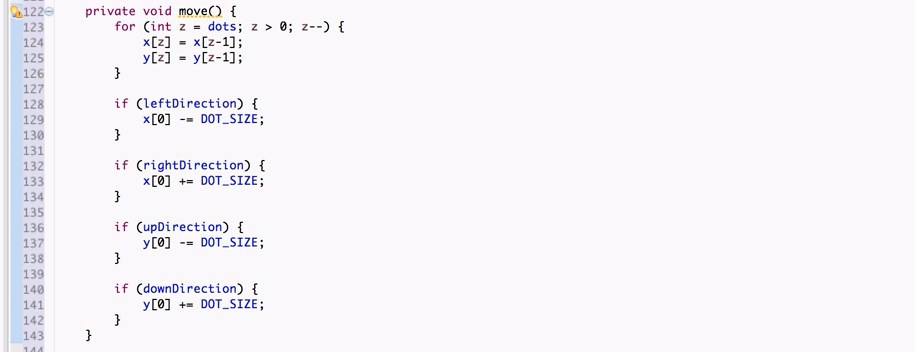 122 private void move() {
123 for (int z = dots; z > 0; z--) {
124 x[z] = x[z-1];
125 y[z] = y[z-1];
126 }
127
128 if (leftDirection) {
129 x[0] -= DOT_SIZE;
130 }
131
132 if (rightDirection) {
133 x[0] += DOT_SIZE;
134 }
135
136 if (upDirection) {
137 y[0] -= DOT_SIZE;
138 }
139
140 if (downDirection) {
141 y[0] += DOT_SIZE;
142 }
143 }
144